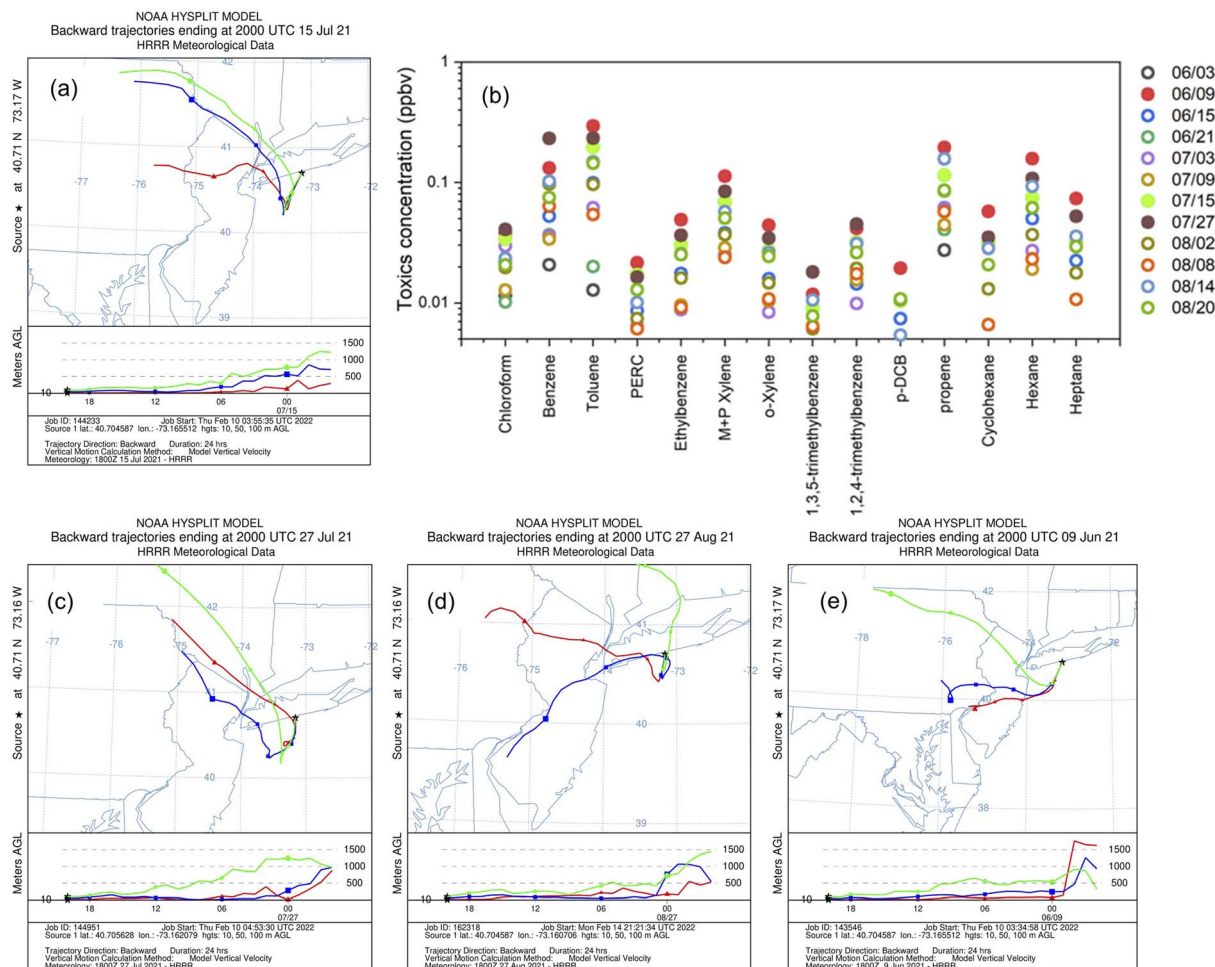 NOAA HYSPLIT MODEL
Backward trajectories ending at 2000 UTC 15 Jul 21
HRRR Meteorological Data
(a)
Source ★ at 40.71 N 73.17 W
42
41
40
39
-77
-76
-75
-74
-73
-72
Meters AGL
1500
1000
500
10
18 12 06 00
07/15
Job ID: 144233 Job Start: Thu Feb 10 03:55:35 UTC 2022
Source 1 lat.: 40.704587 lon.: -73.165512 hgts: 10, 50, 100 m AGL
Trajectory Direction: Backward Duration: 24 hrs
Vertical Motion Calculation Method: Model Vertical Velocity
Meteorology: 1800Z 15 Jul 2021 - HRRR
(b)
Toxics concentration (ppbv)
1
0.1
0.01
Chloroform
Benzene
Toluene
PERC
Ethylbenzene
M+P Xylene
o-Xylene
1,3,5-trimethylbenzene
1,2,4-trimethylbenzene
p-DCB
propene
Cyclohexane
Hexane
Heptane
06/03
06/09
06/15
06/21
07/03
07/09
07/15
07/27
08/02
08/08
08/14
08/20
NOAA HYSPLIT MODEL
Backward trajectories ending at 2000 UTC 27 Jul 21
HRRR Meteorological Data
(c)
Source ★ at 40.71 N 73.16 W
42
41
40
-77
-76
-75
-74
-73
-72
Meters AGL
1500
1000
500
10
18 12 06 00
07/27
Job ID: 144951 Job Start: Thu Feb 10 04:53:30 UTC 2022
Source 1 lat.: 40.705628 lon.: -73.162079 hgts: 10, 50, 100 m AGL
Trajectory Direction: Backward Duration: 24 hrs
Vertical Motion Calculation Method: Model Vertical Velocity
Meteorology: 1800Z 27 Jul 2021 - HRRR
NOAA HYSPLIT MODEL
Backward trajectories ending at 2000 UTC 27 Aug 21
HRRR Meteorological Data
(d)
Source ★ at 40.71 N 73.16 W
41
40
39
-76
-75
-74
-73
-72
Meters AGL
1500
1000
500
10
18 12 06 00
08/27
Job ID: 162318 Job Start: Mon Feb 14 21:21:34 UTC 2022
Source 1 lat.: 40.704587 lon.: -73.160706 hgts: 10, 50, 100 m AGL
Trajectory Direction: Backward Duration: 24 hrs
Vertical Motion Calculation Method: Model Vertical Velocity
Meteorology: 1800Z 27 Aug 2021 - HRRR
NOAA HYSPLIT MODEL
Backward trajectories ending at 2000 UTC 09 Jun 21
HRRR Meteorological Data
(e)
Source ★ at 40.71 N 73.17 W
42
40
38
-78
-76
-74
-72
Meters AGL
1500
1000
500
10
18 12 06 00
06/09
Job ID: 143546 Job Start: Thu Feb 10 03:34:58 UTC 2022
Source 1 lat.: 40.704587 lon.: -73.165512 hgts: 10, 50, 100 m AGL
Trajectory Direction: Backward Duration: 24 hrs
Vertical Motion Calculation Method: Model Vertical Velocity
Meteorology: 1800Z 9 Jun 2021 - HRRR